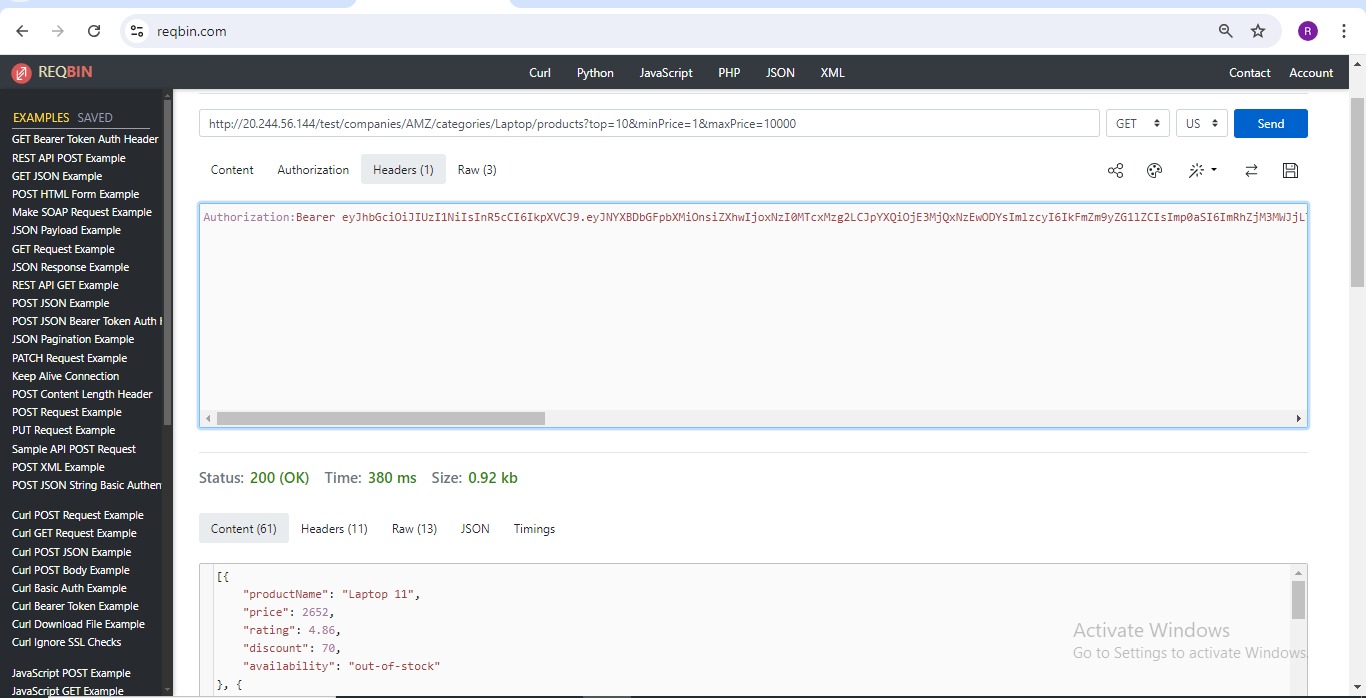 reqbin.com
R
REQBIN
Curl Python JavaScript PHP JSON XML
Contact Account
EXAMPLES SAVED
GET Bearer Token Auth Header
REST API POST Example
GET JSON Example
POST HTML Form Example
Make SOAP Request Example
JSON Payload Example
GET Request Example
JSON Response Example
REST API GET Example
POST JSON Example
POST JSON Bearer Token Auth
JSON Pagination Example
PATCH Request Example
Keep Alive Connection
POST Content Length Header
POST Request Example
PUT Request Example
Sample API POST Request
POST XML Example
POST JSON String Basic Authen
Curl POST Request Example
Curl GET Request Example
Curl POST JSON Example
Curl POST Body Example
Curl Basic Auth Example
Curl Bearer Token Example
Curl Download File Example
Curl Ignore SSL Checks
JavaScript POST Example
JavaScript GET Example
http://20.244.56.144/test/companies/AMZ/categories/Laptop/products?top=10&minPrice=1&maxPrice=10000
GET US Send
Content Authorization Headers (1) Raw (3)
Authorization:Bearer
Status: 200 (OK) Time: 380 ms Size: 0.92 kb
Content (61) Headers (11) Raw (13) JSON Timings
[{
"productName": "Laptop 11",
"price": 2652,
"rating": 4.86,
"discount": 70,
"availability": "out-of-stock"
}, {
Activate Windows
Go to Settings to activate Windows.